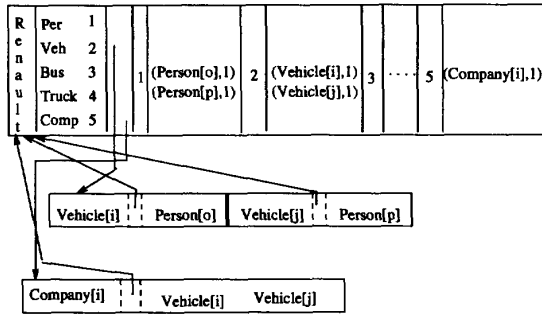 Renault
Per 1
Veh 2
Bus 3
Truck 4
Comp 5
1 (Person[o],1)
(Person[p],1)
2 (Vehicle[i],1)
(Vehicle[j],1)
3 ..... 5 (Company[i],1)
Vehicle[i] Person[o] Vehicle[j] Person[p]
Company[i] Vehicle[i] Vehicle[j]